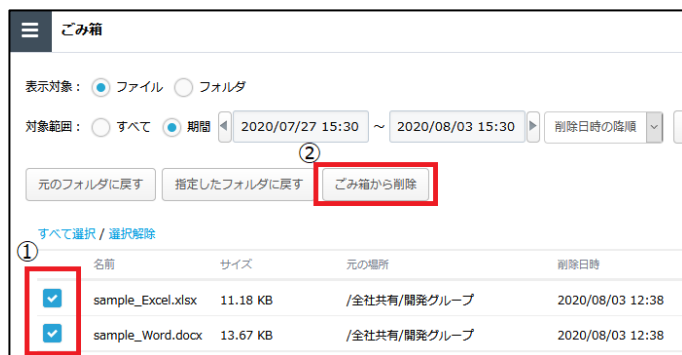 ごみ箱
表示対象： ファイル フォルダ
対象範囲： すべて 期間 2020/07/27 15:30 ～ 2020/08/03 15:30 削除日時の降順
②
元のフォルダに戻す 指定したフォルダに戻す ごみ箱から削除
すべて選択 / 選択解除
①
名前 サイズ 元の場所 削除日時
sample_Excel.xlsx 11.18 KB /全社共有/開発グループ 2020/08/03 12:38
sample_Word.docx 13.67 KB /全社共有/開発グループ 2020/08/03 12:38